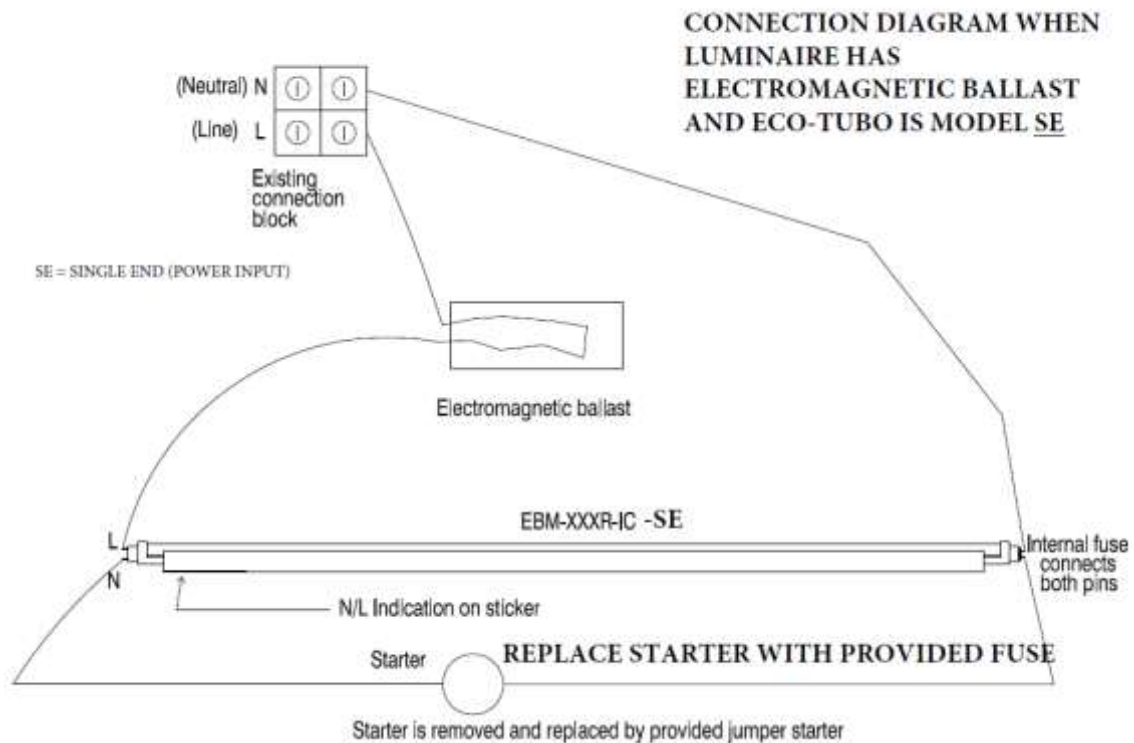 CONNECTION DIAGRAM WHEN
LUMINAIRE HAS
ELECTROMAGNETIC BALLAST
AND ECO-TUBO IS MODEL SE
(Neutral) N
(Line) L
Existing
connection
block
SE = SINGLE END (POWER INPUT)
Electromagnetic ballast
EBM-XXXR-IC -SE
L
N
Internal fuse
connects
both pins
N/L Indication on sticker
Starter
REPLACE STARTER WITH PROVIDED FUSE
Starter is removed and replaced by provided jumper starter